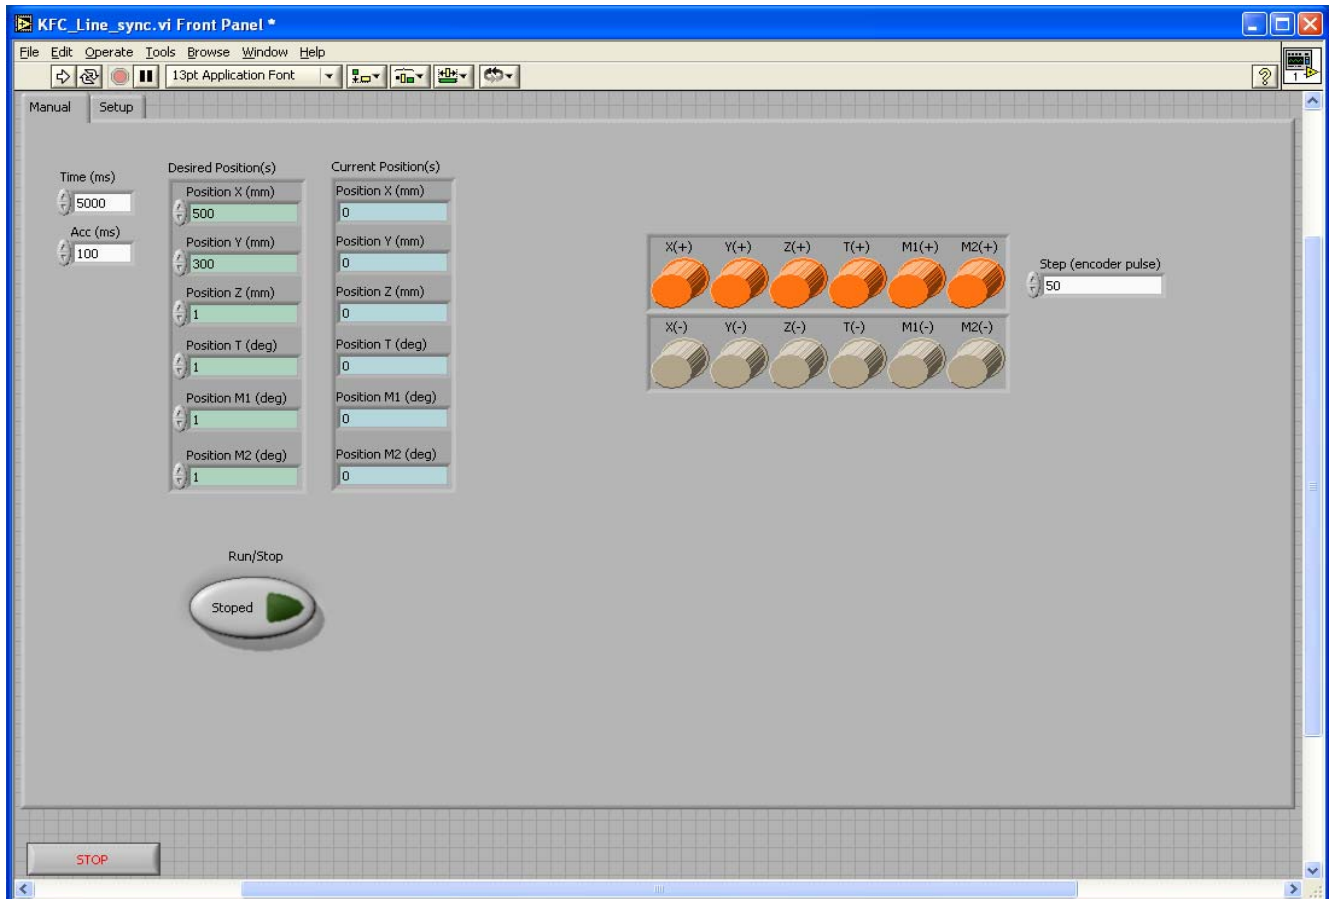 KFC_Line_sync.vi Front Panel *
File Edit Operate Tools Browse Window Help
13pt Application Font
1
Manual Setup
Time (ms)
5000
Acc (ms)
100
Desired Position(s)
Position X (mm)
500
Position Y (mm)
300
Position Z (mm)
1
Position T (deg)
1
Position M1 (deg)
1
Position M2 (deg)
1
Current Position(s)
Position X (mm)
0
Position Y (mm)
0
Position Z (mm)
0
Position T (deg)
0
Position M1 (deg)
0
Position M2 (deg)
0
X(+) Y(+) Z(+) T(+) M1(+) M2(+)
X(-) Y(-) Z(-) T(-) M1(-) M2(-)
Step (encoder pulse)
50
Run/Stop
Stoped
STOP